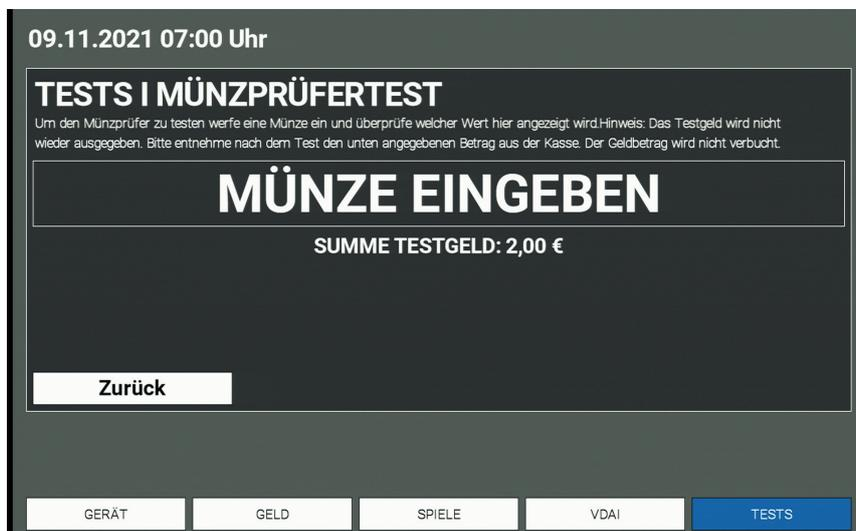 09.11.2021 07:00 Uhr
TESTS I MÜNZPRÜFERTEST
Um den Münzprüfer zu testen werfe eine Münze ein und überprüfe welcher Wert hier angezeigt wird.Hinweis: Das Testgeld wird nicht
wieder ausgegeben. Bitte entnehme nach dem Test den unten angegebenen Betrag aus der Kasse. Der Geldbetrag wird nicht verbucht.
MÜNZE EINGEBEN
SUMME TESTGELD: 2,00 €
Zurück
GERÄT
GELD
SPIELE
VDAI
TESTS